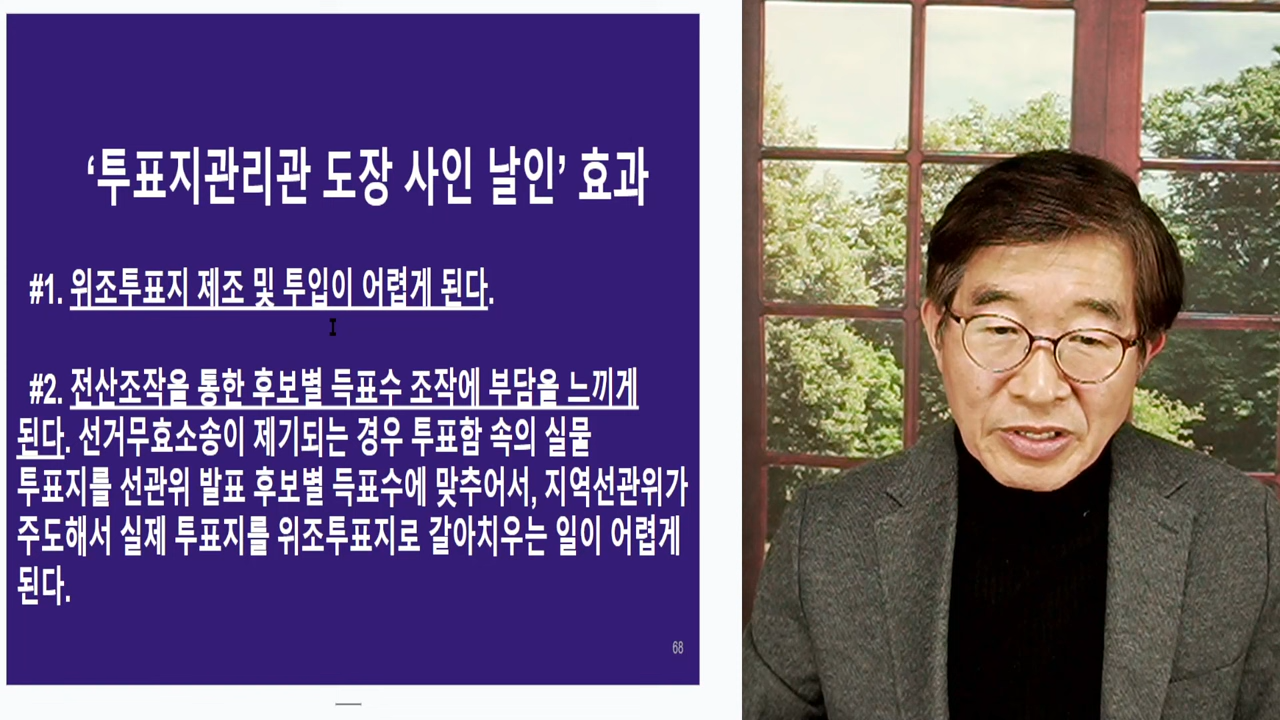 ‘투표지관리관 도장 사인 날인’ 효과
#1. 위조투표지 제조 및 투입이 어렵게 된다.
#2. 전산조작을 통한 후보별 득표수 조작에 부담을 느끼게
된다. 선거무효소송이 제기되는 경우 투표함 속의 실물
투표지를 선관위 발표 후보별 득표수에 맞추어서, 지역선관위가
주도해서 실제 투표지를 위조투표지로 갈아치우는 일이 어렵게
된다.
68